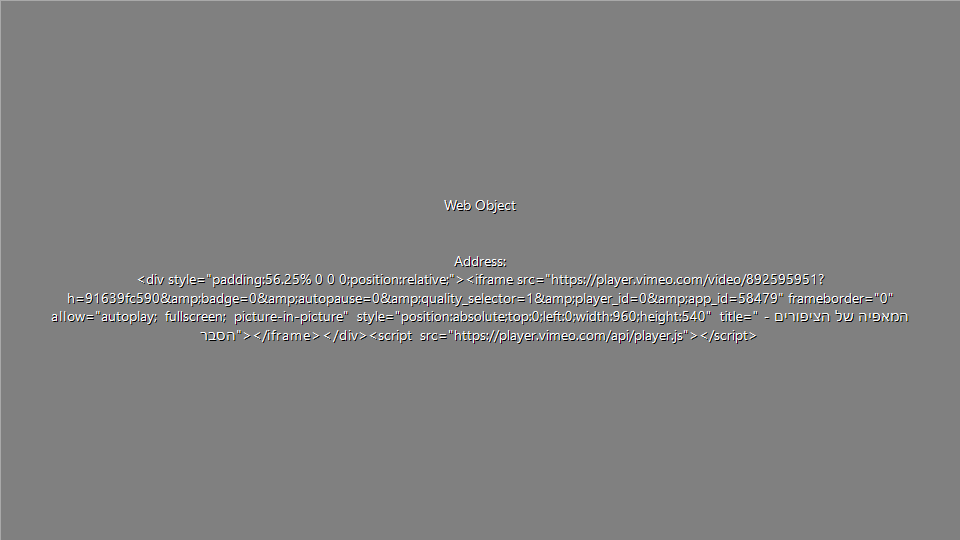 Web Object
Address:
<div style="padding:56.25% 0 0 0;position:relative;"><iframe src="https://player.vimeo.com/video/892595951?
h=91639fc590&amp;badge=0&amp;autopause=0&amp;quality_selector=1&amp;player_id=0&amp;app_id=58479" frameborder="0"
allow="autoplay; fullscreen; picture-in-picture" style="position:absolute;top:0;left:0;width:960;height:540" title="המאפיה של הציפורים -
הסבר"></iframe></div><script src="https://player.vimeo.com/api/player.js"></script>